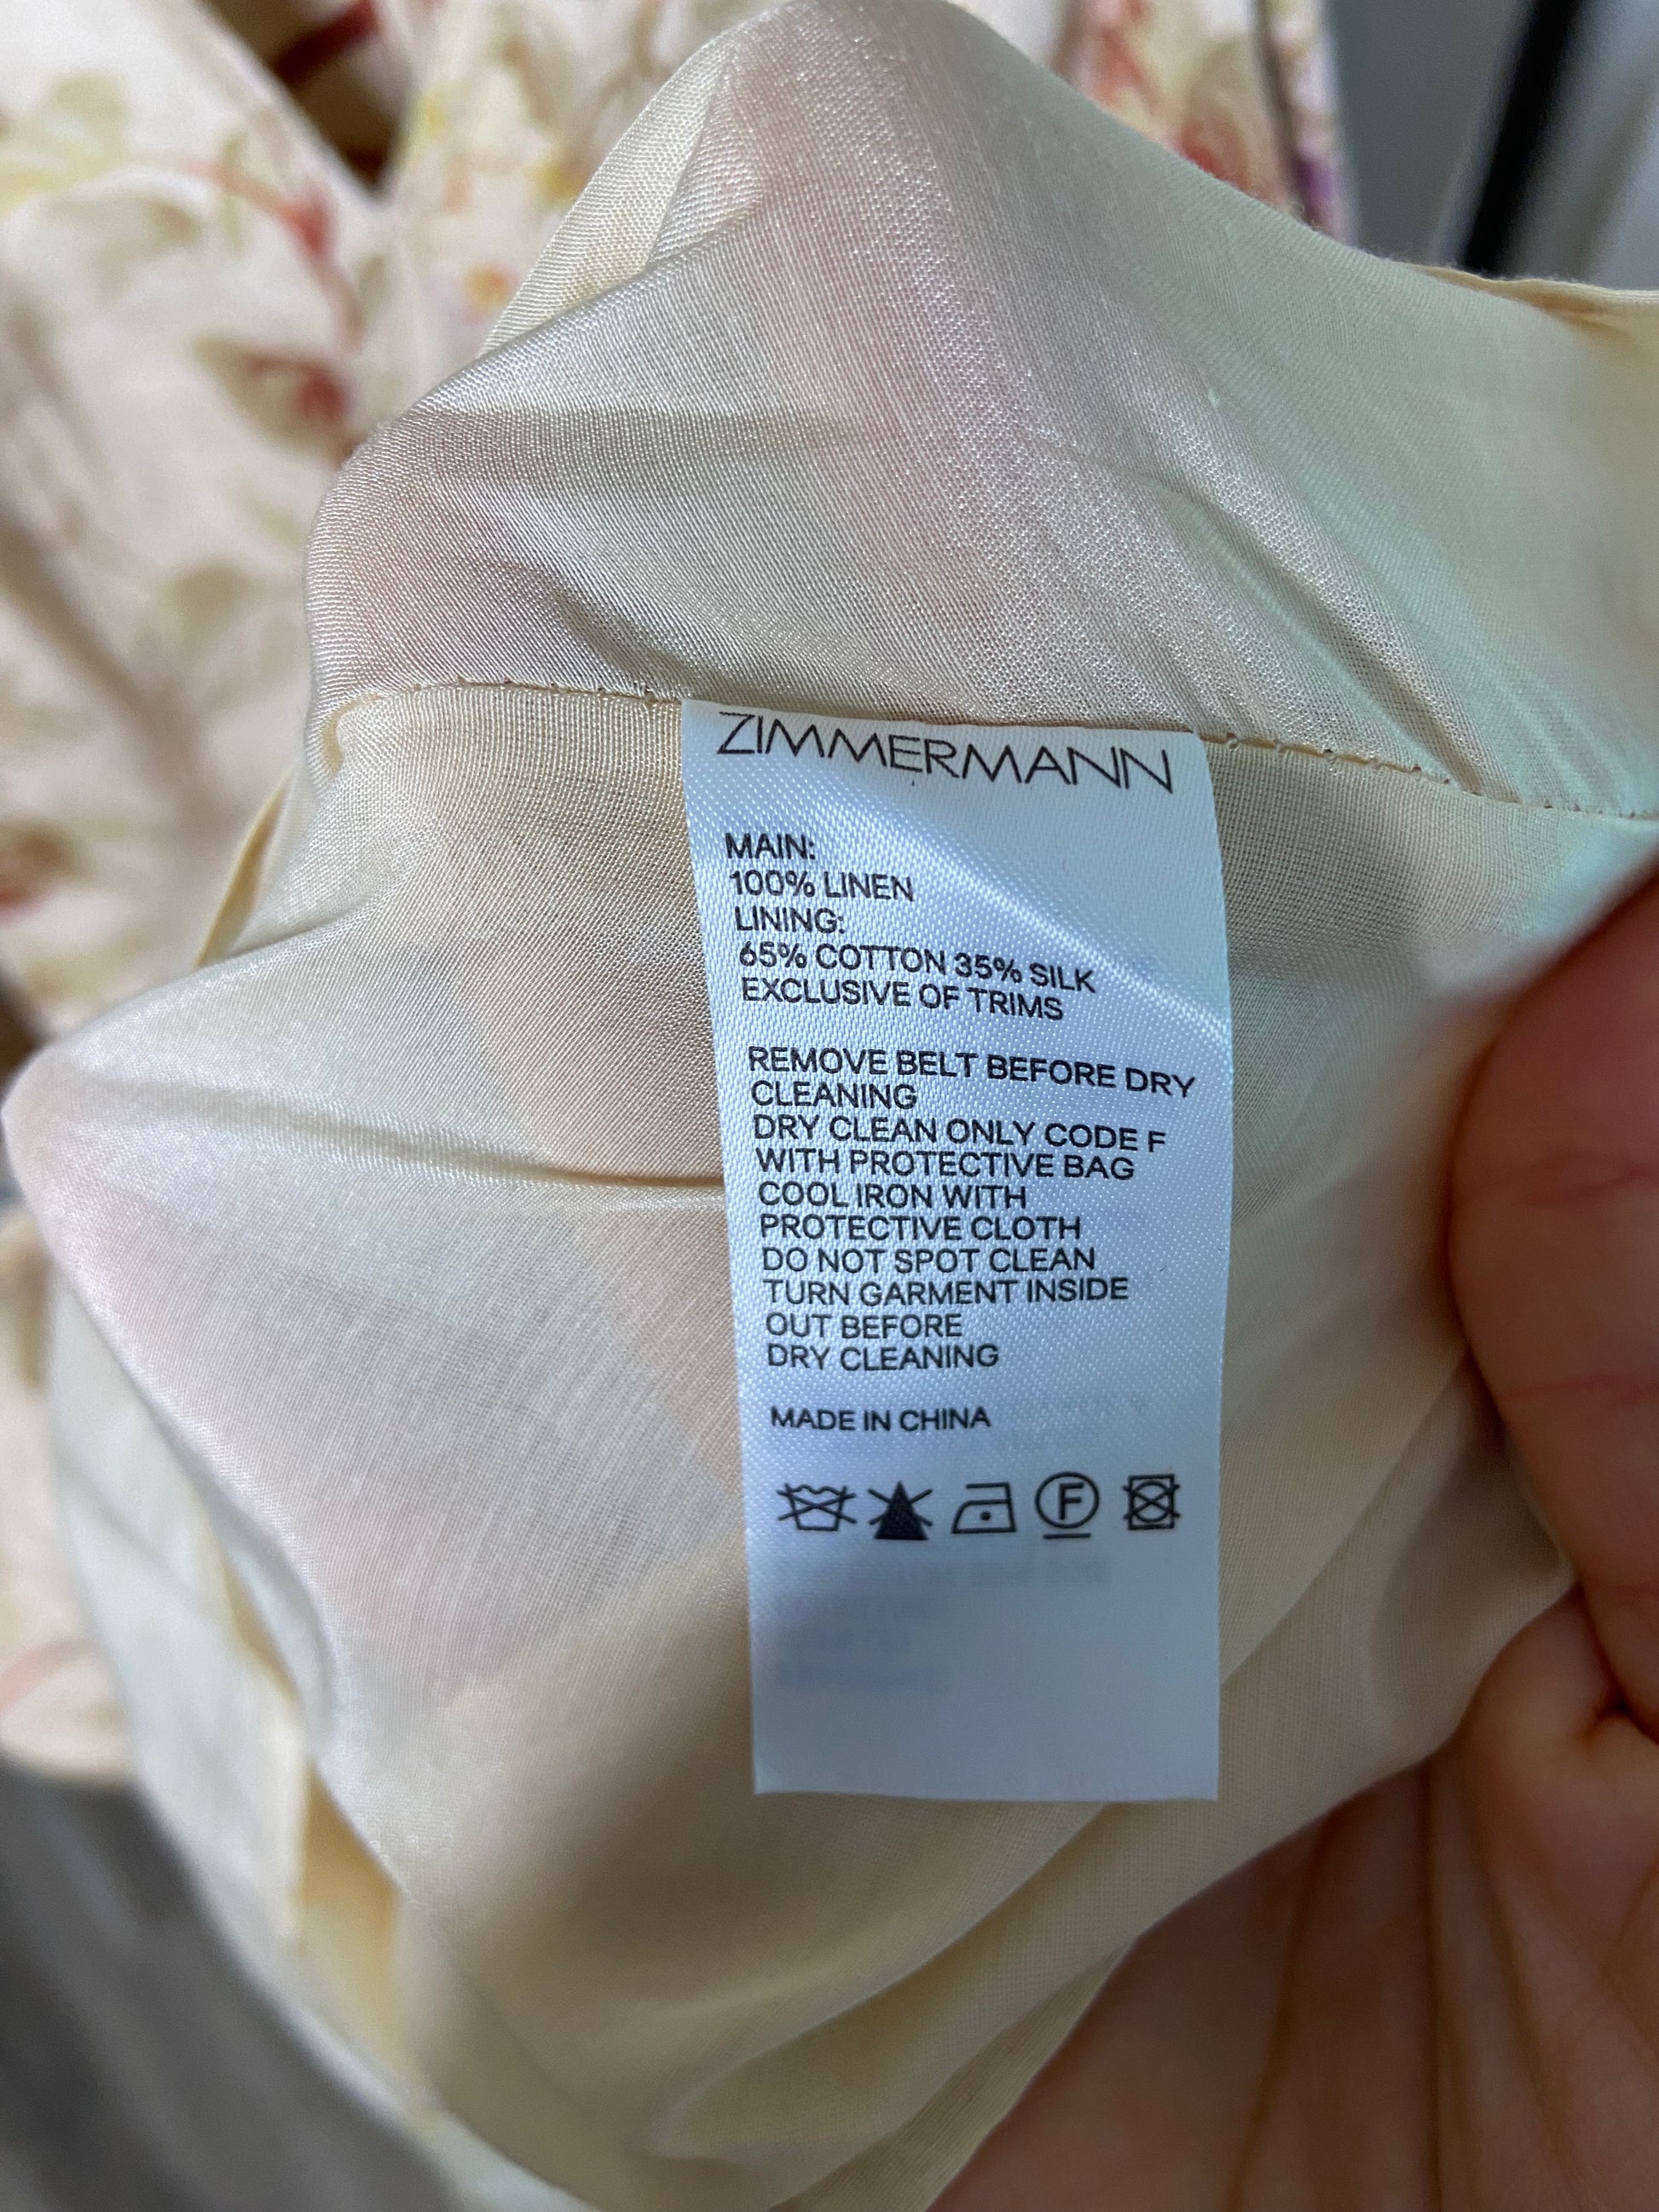 ZIMMERMANN
MAIN:
100% LINEN
LINING:
65% COTTON 35% SILK
EXCLUSIVE OF TRIMS
REMOVE BELT BEFORE DRY
CLEANING
DRY CLEAN ONLY CODE F
WITH PROTECTIVE BAG
COOL IRON WITH
PROTECTIVE CLOTH
DO NOT SPOT CLEAN
TURN GARMENT INSIDE
OUT BEFORE
DRY CLEANING
MADE IN CHINA
F